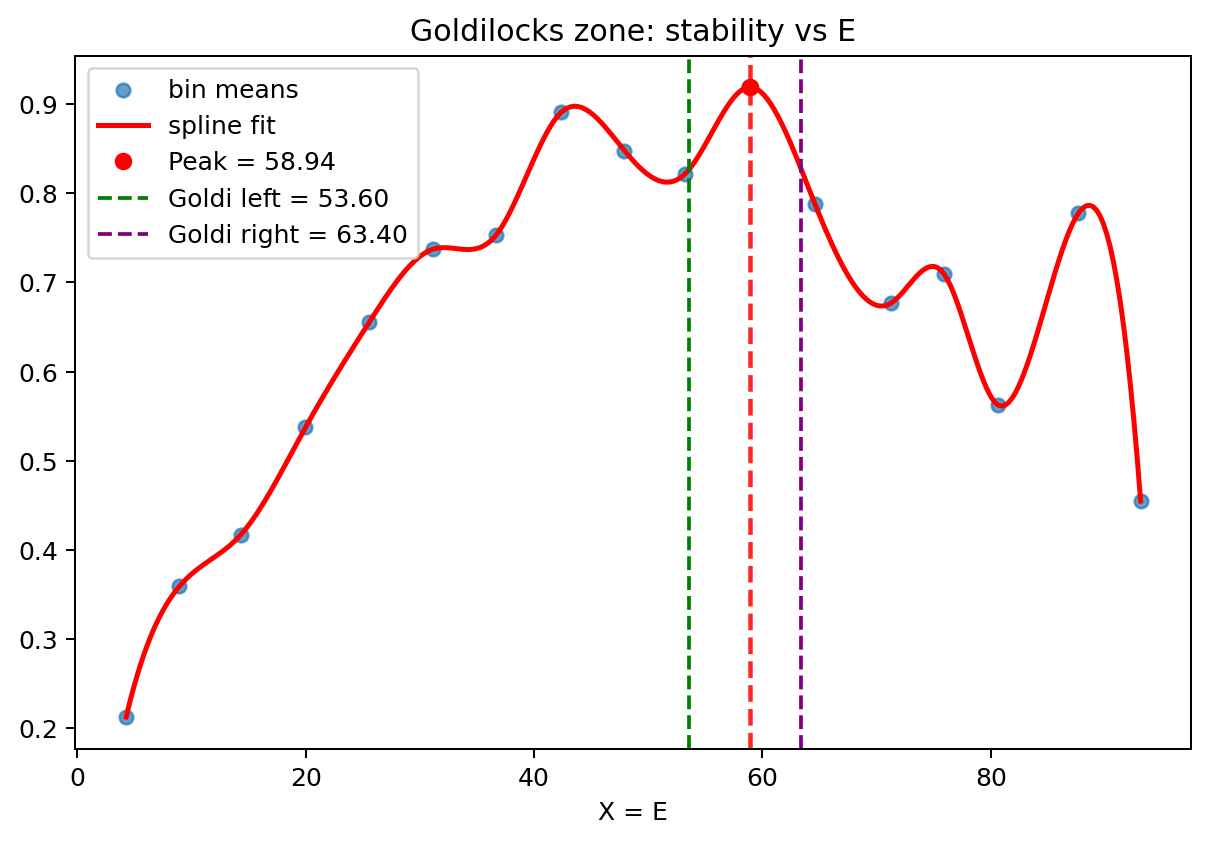 Goldilocks zone: stability vs E
bin means
spline fit
Peak = 58.94
Goldi left = 53.60
Goldi right = 63.40
0.9
0.8
0.7
0.6
0.5
0.4
0.3
0.2
0 20 40 60 80
X = E